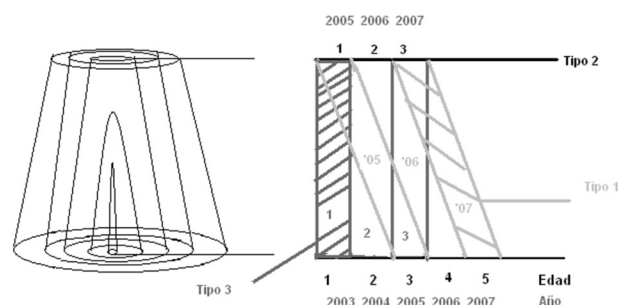 2005 2006 2007
1 2 3
Tipo 2
'05 '06
Tipo 1
'07
1
2 3
Tipo 3
1 2 3 4 5 Edad
2003 2004 2005 2006 2007 Año